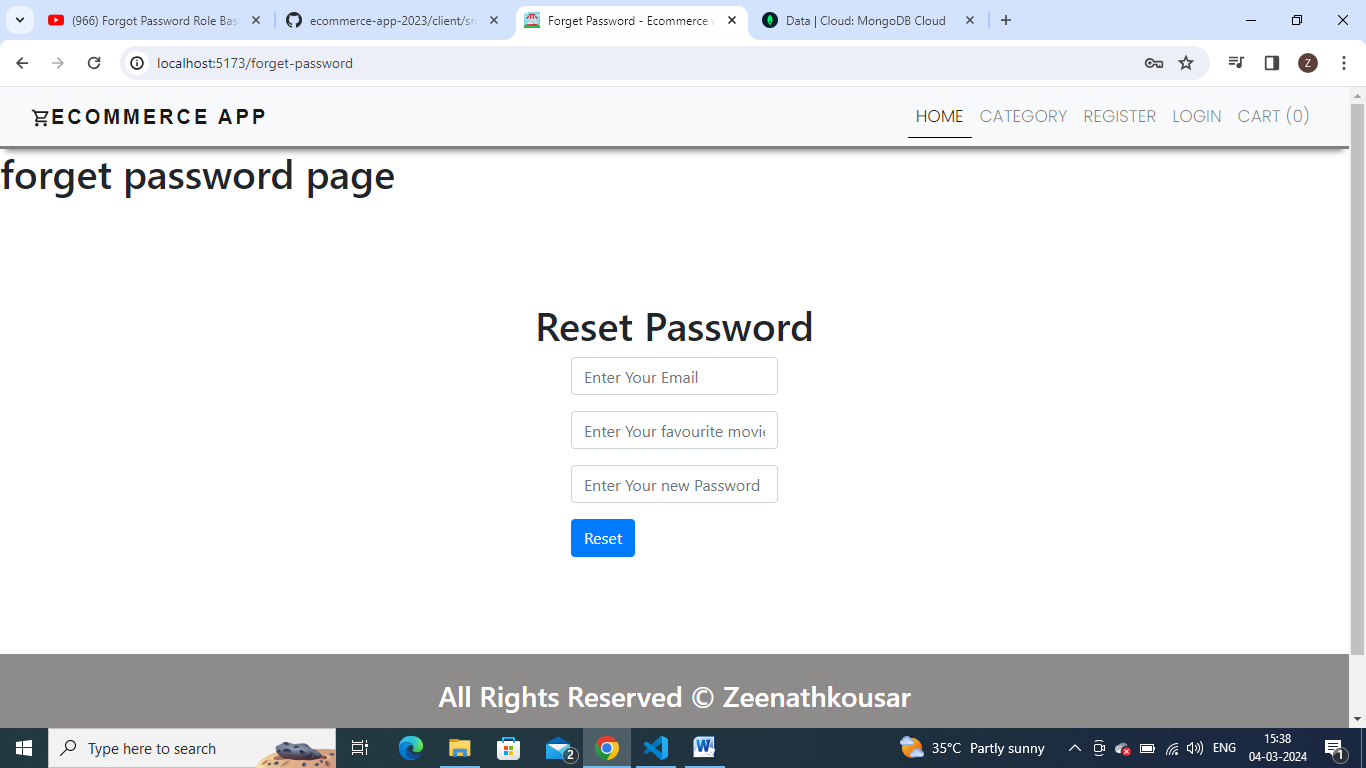 (966) Forgot Password Role Bas
ecommerce-app-2023/client/sr
Forget Password - Ecommerce A
Data | Cloud: MongoDB Cloud
localhost:5173/forget-password
Z
ECOMMERCE APP
HOME
CATEGORY
REGISTER
LOGIN
CART (0)
forget password page
Reset Password
Enter Your Email
Enter Your favourite movie
Enter Your new Password
Reset
All Rights Reserved © Zeenathkousar
Type here to search
2
35°C Partly sunny
ENG
15:38
04-03-2024
1